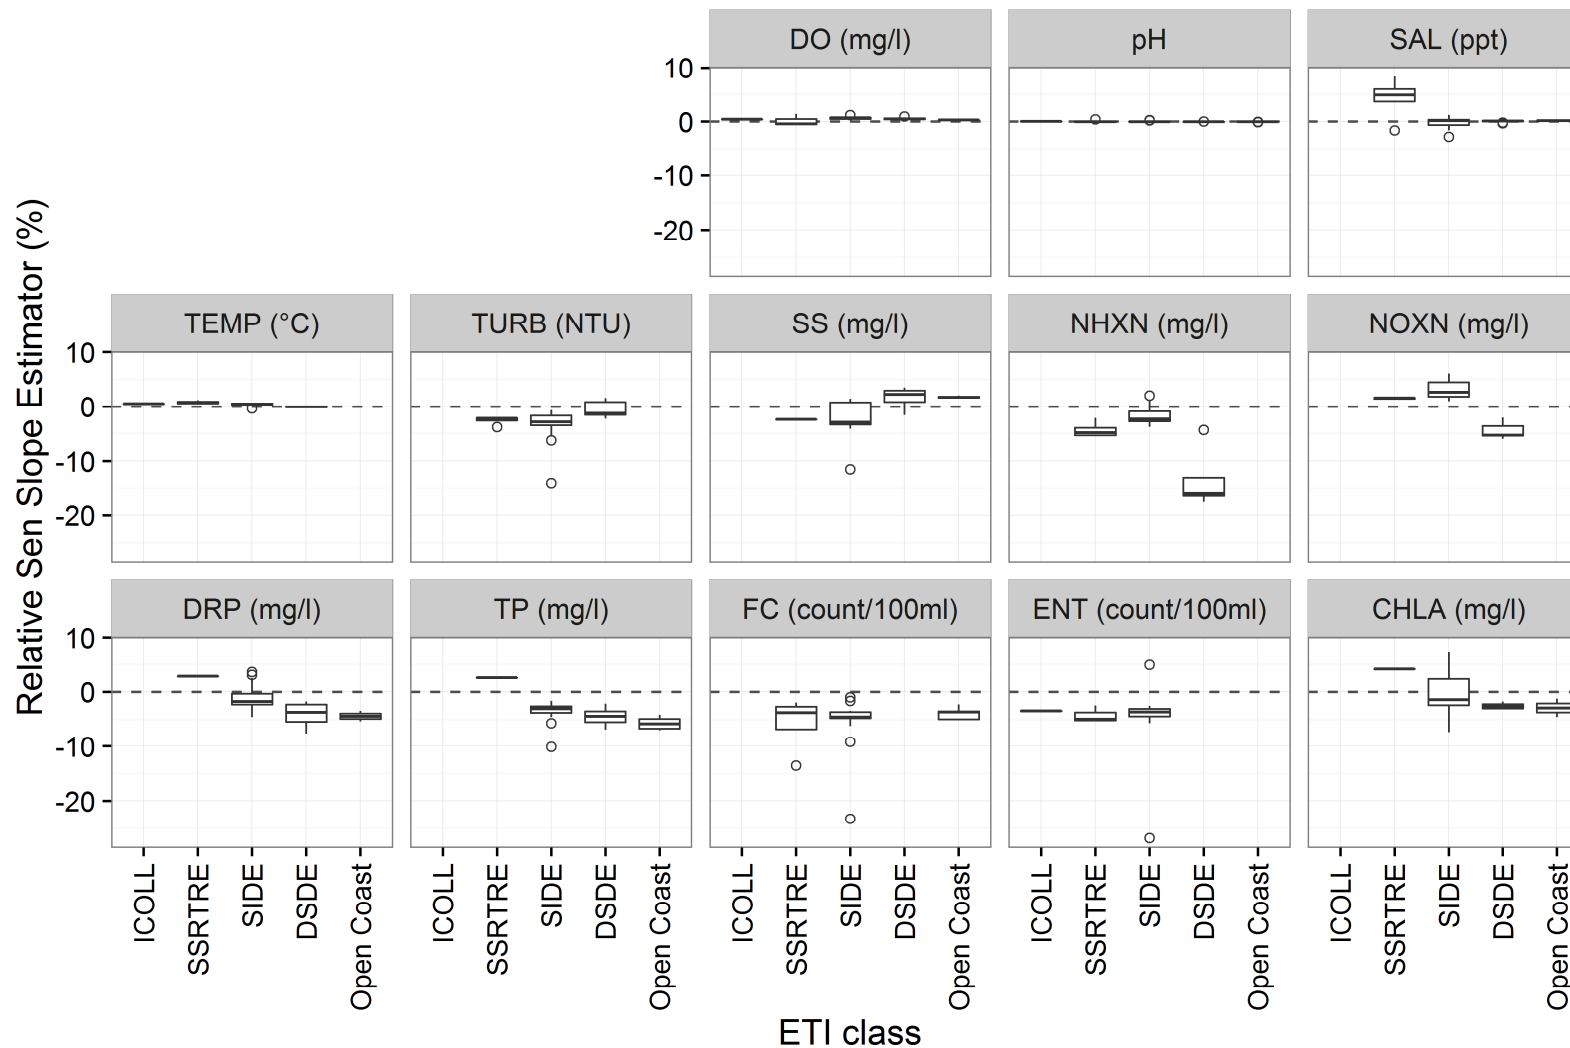 DO (mg/l) pH SAL (ppt)
10
0
-10
-20
Relative Sen Slope Estimator (%)
TEMP (°C) TURB (NTU) SS (mg/l) NHXN (mg/l) NOXN (mg/l)
10
0
-10
-20
DRP (mg/l) TP (mg/l) FC (count/100ml) ENT (count/100ml) CHLA (mg/l)
10
0
-10
-20
ICOLL SSRTRE SIDE DSDE Open Coast ICOLL SSRTRE SIDE DSDE Open Coast ICOLL SSRTRE SIDE DSDE Open Coast ICOLL SSRTRE SIDE DSDE Open Coast ICOLL SSRTRE SIDE DSDE Open Coast
ETI class